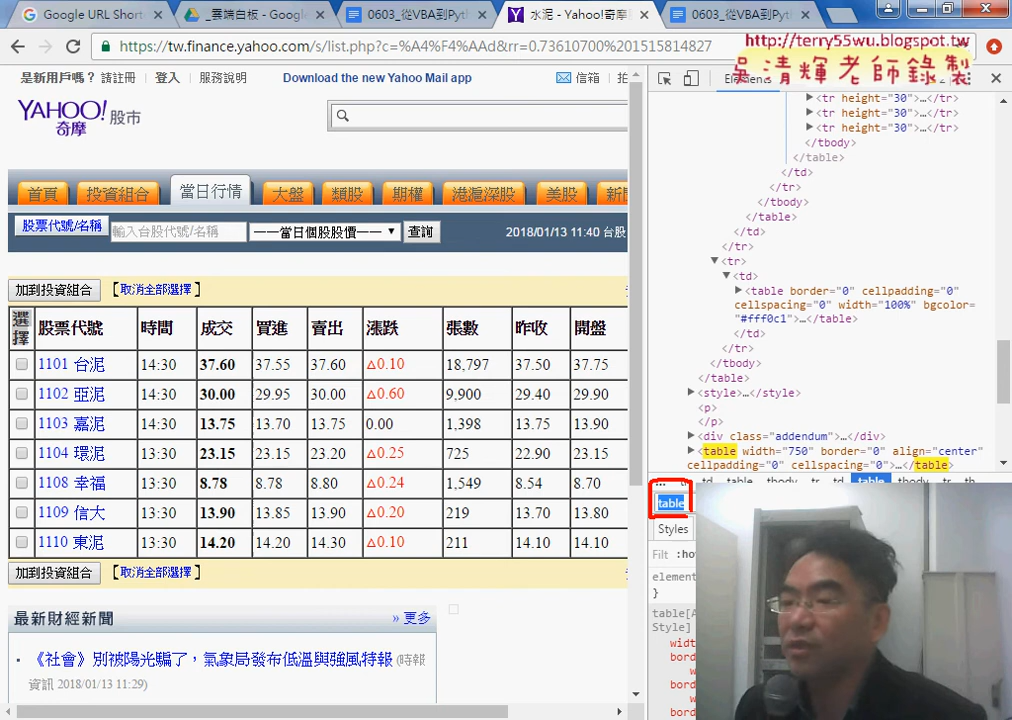 Google URL Short
_雲端白板 - Googl
0603_從VBA到Pyt
水泥 - Yahoo!奇摩
0603_從VBA到Pyt
https://tw.finance.yahoo.com/s/list.php?c=%A4%F4%AAd&rr=0.73610700%201515814827
http://terry55wu.blogspot.tw
吳清輝老師錄製
是新用戶嗎？請註冊
登入
服務說明
Download the new Yahoo Mail app
信箱
YAHOO!
奇摩
股市
首頁
投資組合
當日行情
大盤
類股
期權
港滬深股
美股
股票代號/名稱
輸入台股代號/名稱
——當日個股股價——
查詢
2018/01/13 11:40 台股
加到投資組合
【取消全部選擇】
選擇 股票代號 時間 成交 買進 賣出 漲跌 張數 昨收 開盤
1101 台泥 14:30 37.60 37.55 37.60 △0.10 18,797 37.50 37.75
1102 亞泥 14:30 30.00 29.95 30.00 △0.60 9,900 29.40 29.90
1103 嘉泥 13:30 13.75 13.70 13.75 0.00 1,398 13.75 13.90
1104 環泥 13:30 23.15 23.15 23.20 △0.25 725 22.90 23.15
1108 幸福 13:30 8.78 8.78 8.80 △0.24 1,549 8.54 8.70
1109 信大 13:30 13.90 13.85 13.90 △0.20 219 13.70 13.80
1110 東泥 13:30 14.20 14.20 14.30 △0.10 211 14.10 14.10
加到投資組合
【取消全部選擇】
最新財經新聞
» 更多
《社會》別被陽光騙了，氣象局發布低溫與強風特報 (時報
資訊 2018/01/13 11:29)
Elements
▶<tr height="30">…</tr>
▶<tr height="30">…</tr>
▶<tr height="30">…</tr>
</tbody>
</table>
</td>
</tr>
</tbody>
</table>
</td>
</tr>
▼<tr>
▼<td>
▶<table border="0" cellpadding="0"
cellspacing="0" width="100%" bgcolor=
"#fff0c1">…</table>
</td>
</tr>
</tbody>
</table>
▶<style>…</style>
<p>
</p>
▶<div class="addendum">…</div>
▶<table width="750" border="0" align="center"
cellpadding="0" cellspacing="0">…</table>
table
Styles
Filt :ho
element
}
table[A
Style]
widt
bord
bord
bord